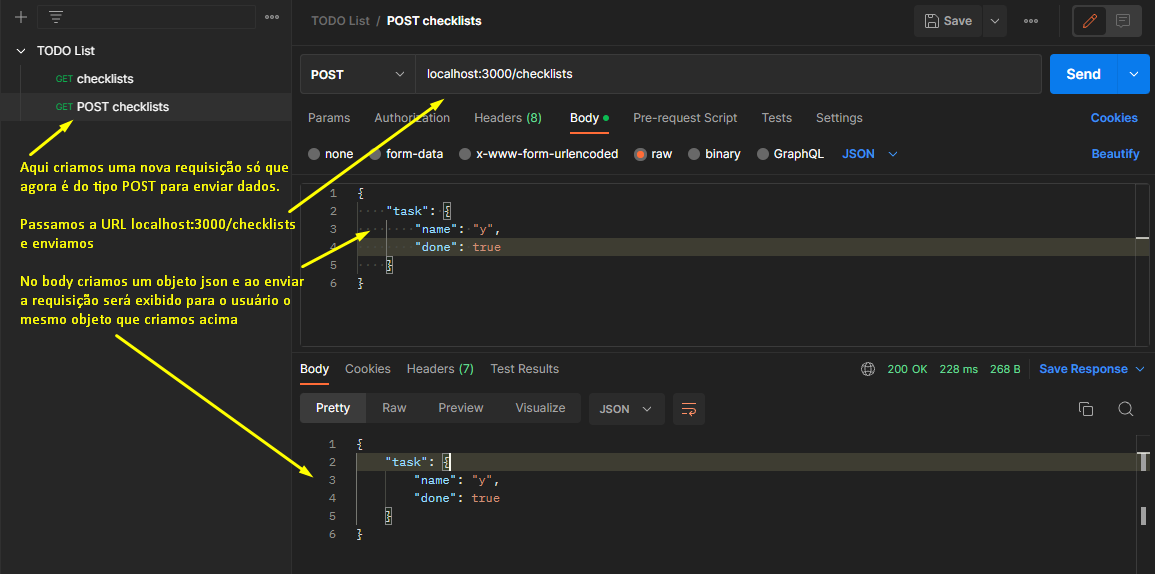 TODO List / POST checklists
Save
TODO List
GET checklists
GET POST checklists
POST
localhost:3000/checklists
Send
Params Authorization Headers (8) Body Pre-request Script Tests Settings
Cookies
none form-data x-www-form-urlencoded raw binary GraphQL JSON
Beautify
Aqui criamos uma nova requisição só que
agora é do tipo POST para enviar dados.
Passamos a URL localhost:3000/checklists
e enviamos
No body criamos um objeto json e ao enviar
a requisição será exibido para o usuário o
mesmo objeto que criamos acima
1 {
2 "task": {
3 "name": "y",
4 "done": true
5 }
6 }
Body Cookies Headers (7) Test Results
200 OK 228 ms 268 B Save Response
Pretty Raw Preview Visualize JSON
1 {
2 "task": {
3 "name": "y",
4 "done": true
5 }
6 }